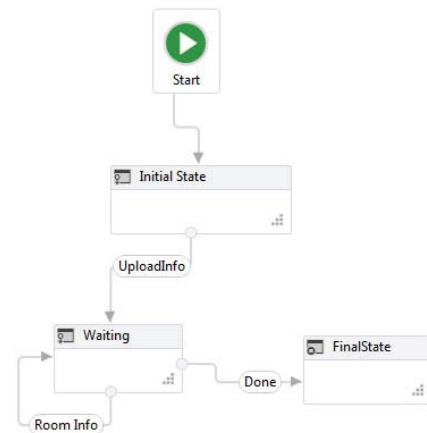 Start
Initial State
UploadInfo
Waiting
FinalState
Done
Room Info